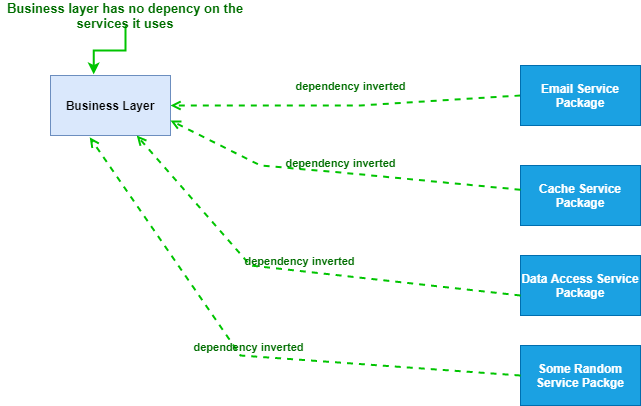 Business layer has no depency on the
services it uses
dependency inverted
Email Service
Package
Business Layer
dependency inverted
Cache Service
Package
dependency inverted
Data Access Service
Package
dependency inverted
Some Random
Service Packge